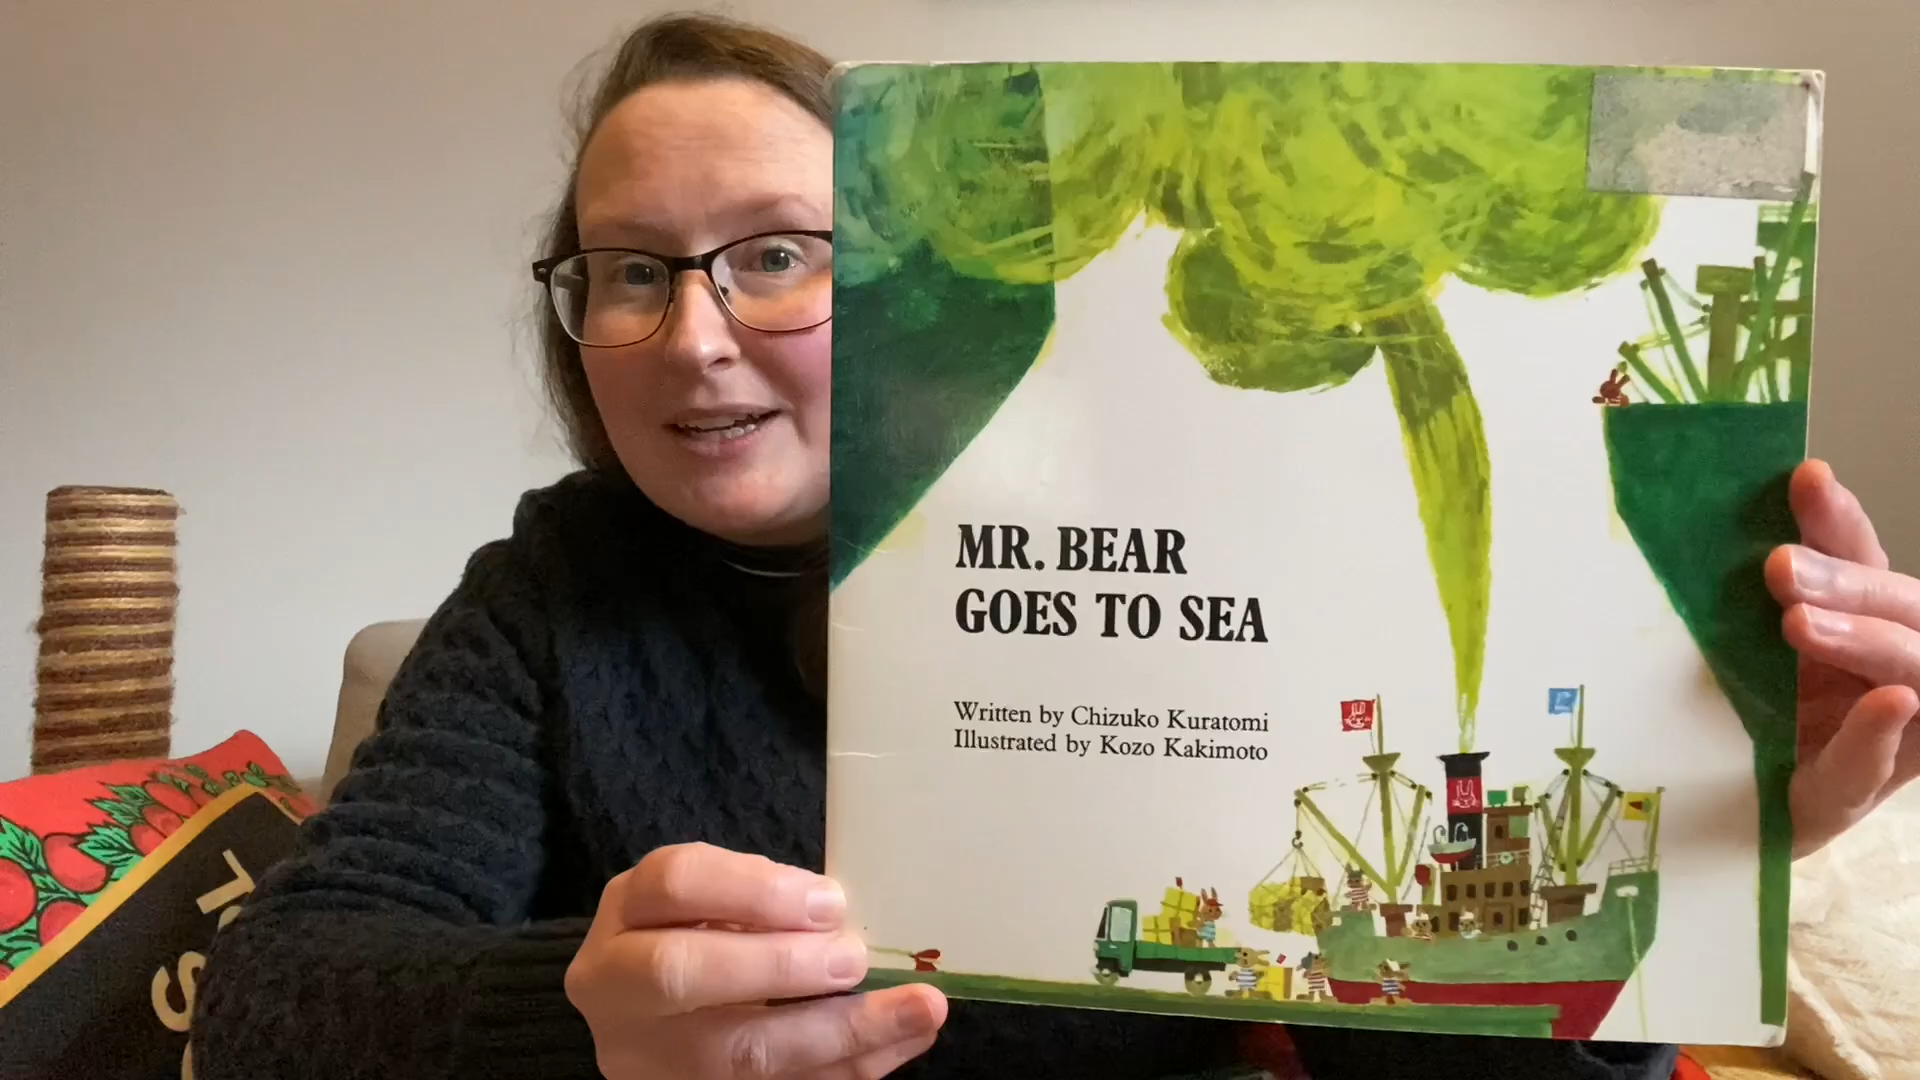 MR. BEAR
GOES TO SEA
Written by Chizuko Kuratomi
Illustrated by Kozo Kakimoto